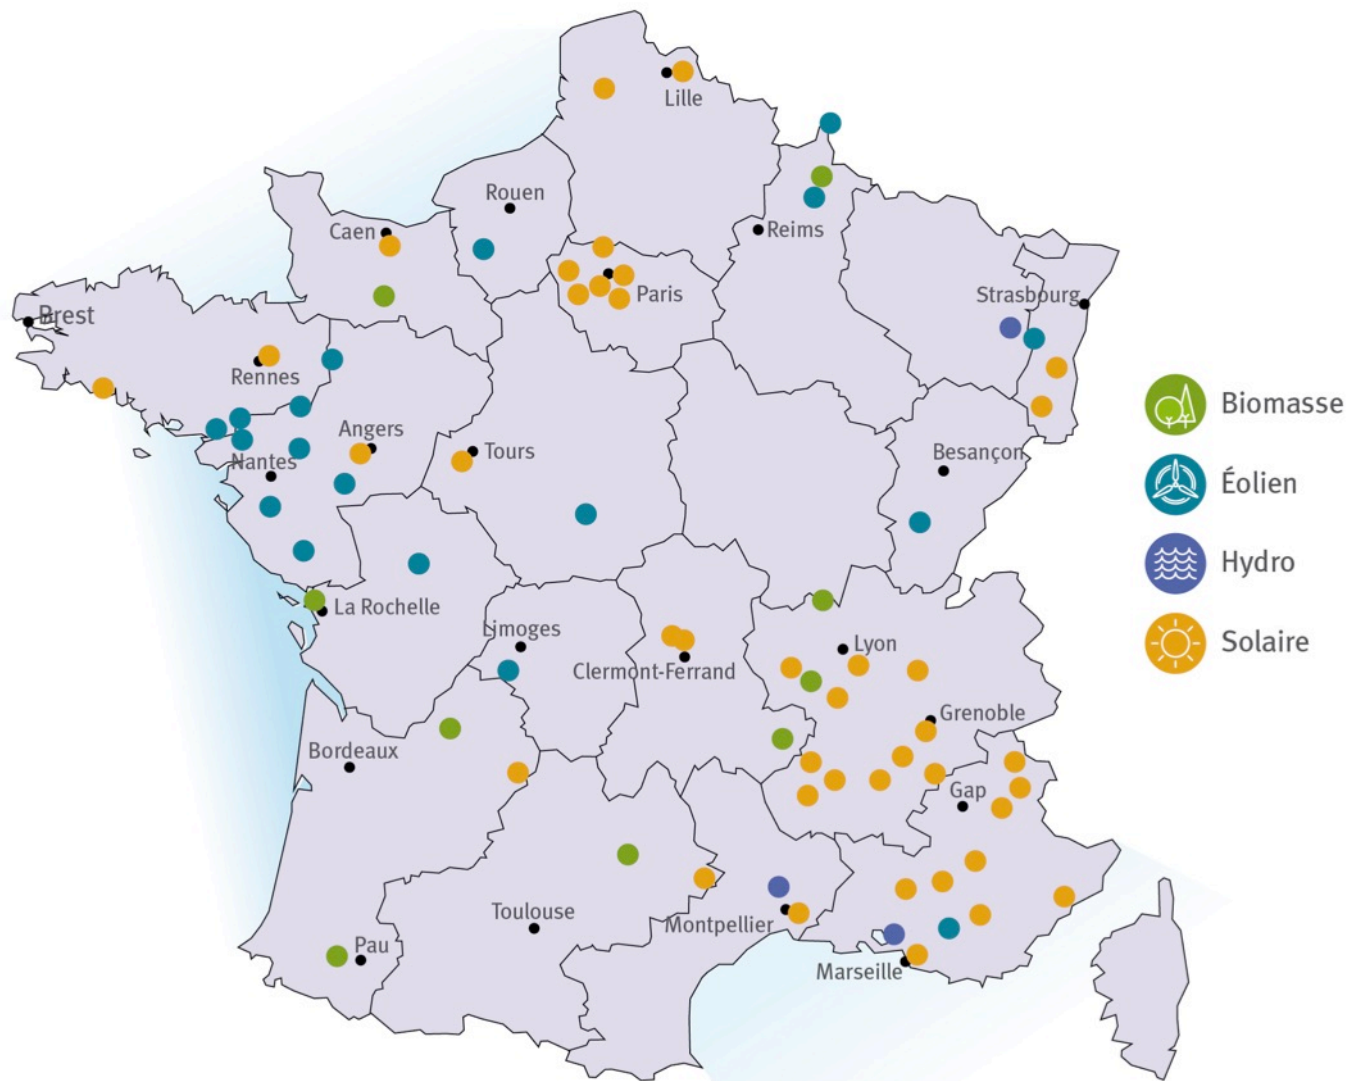 Lille
Rouen
Caen
Reims
Paris
Strasbourg
Brest
Rennes
Angers
Tours
Nantes
Besançon
La Rochelle
Limoges
Lyon
Clermont-Ferrand
Grenoble
Bordeaux
Gap
Toulouse
Montpellier
Pau
Marseille
Biomasse
Éolien
Hydro
Solaire